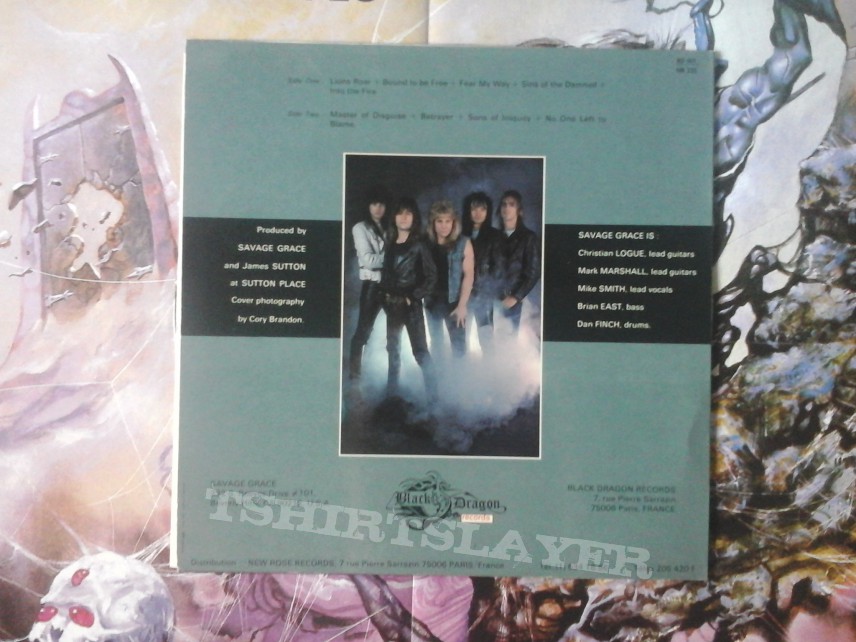 Side One: Lions Roar - Bound to be Free - Fear My Way - Sins of the Damned -
Into the Fire.
Side Two: Master of Disguise - Betrayer - Sons of Iniquity - No One Left to
Blame.
Produced by
SAVAGE GRACE
and James SUTTON
at SUTTON PLACE
Cover photography
by Cory Brandon.
SAVAGE GRACE IS
Christian LOGUE, lead guitars
Mark MARSHALL, lead guitars
Mike SMITH, lead vocals
Brian EAST, bass
Dan FINCH, drums.
SAVAGE GRACE
Black Dragon
records
BLACK DRAGON RECORDS
7, rue Pierre Sarrazin
75006 Paris, FRANCE
TSHIRTSLAYER
Distribution : NEW ROSE RECORDS, 7 rue Pierre Sarrazin 75006 PARIS, France